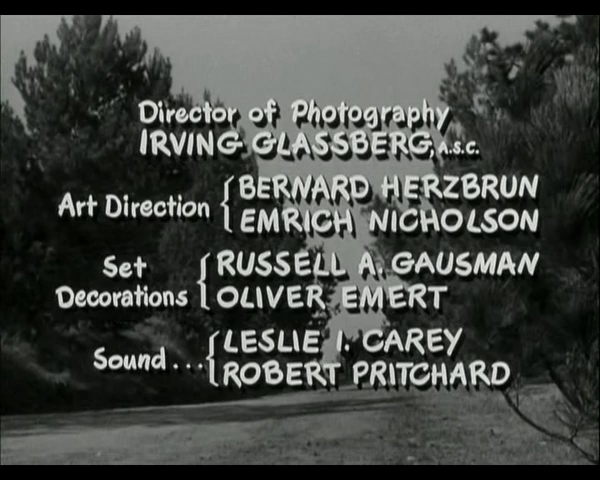 Director of Photography
IRVING GLASSBERG, A.S.C.
Art Direction { BERNARD HERZBRUN
EMRICH NICHOLSON
Set Decorations { RUSSELL A. GAUSMAN
OLIVER EMERT
Sound... { LESLIE I. CAREY
ROBERT PRITCHARD